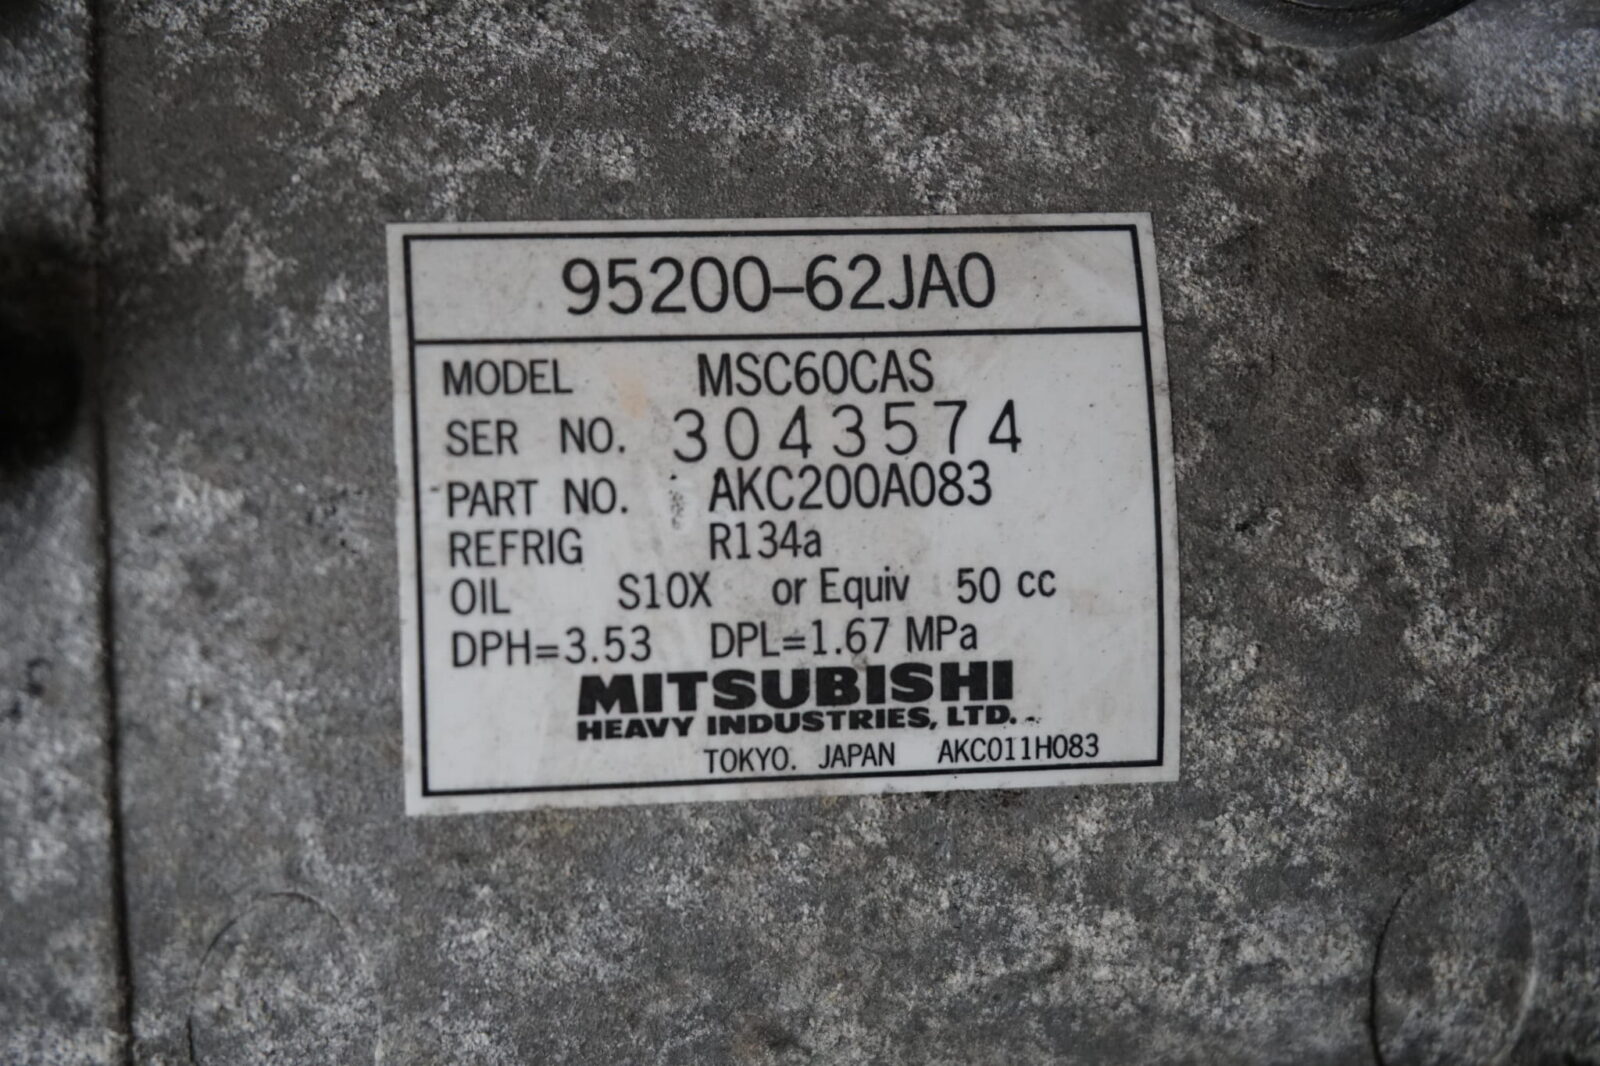 95200-62JA0
MODEL MSC60CAS
SER NO. 3043574
PART NO. AKC200A083
REFRIG R134a
OIL S10X or Equiv 50 cc
DPH=3.53 DPL=1.67 MPa
MITSUBISHI
HEAVY INDUSTRIES, LTD.
TOKYO. JAPAN AKC011H083